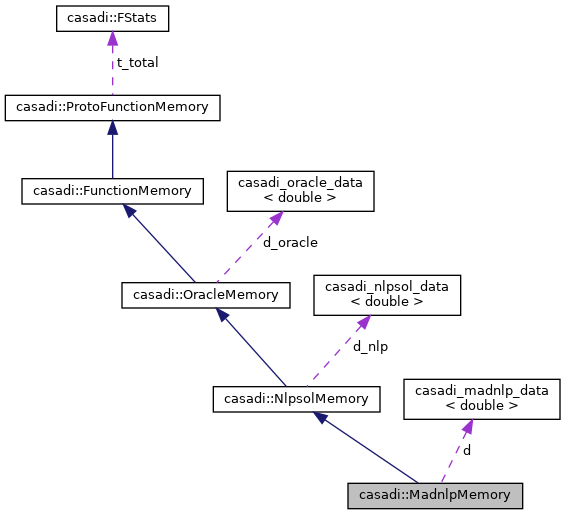 casadi::FStats
t_total
casadi::ProtoFunctionMemory
casadi::FunctionMemory
casadi_oracle_data
< double >
d_oracle
casadi::OracleMemory
casadi_nlpsol_data
< double >
d_nlp
casadi::NlpsolMemory
casadi_madnlp_data
< double >
d
casadi::MadnlpMemory